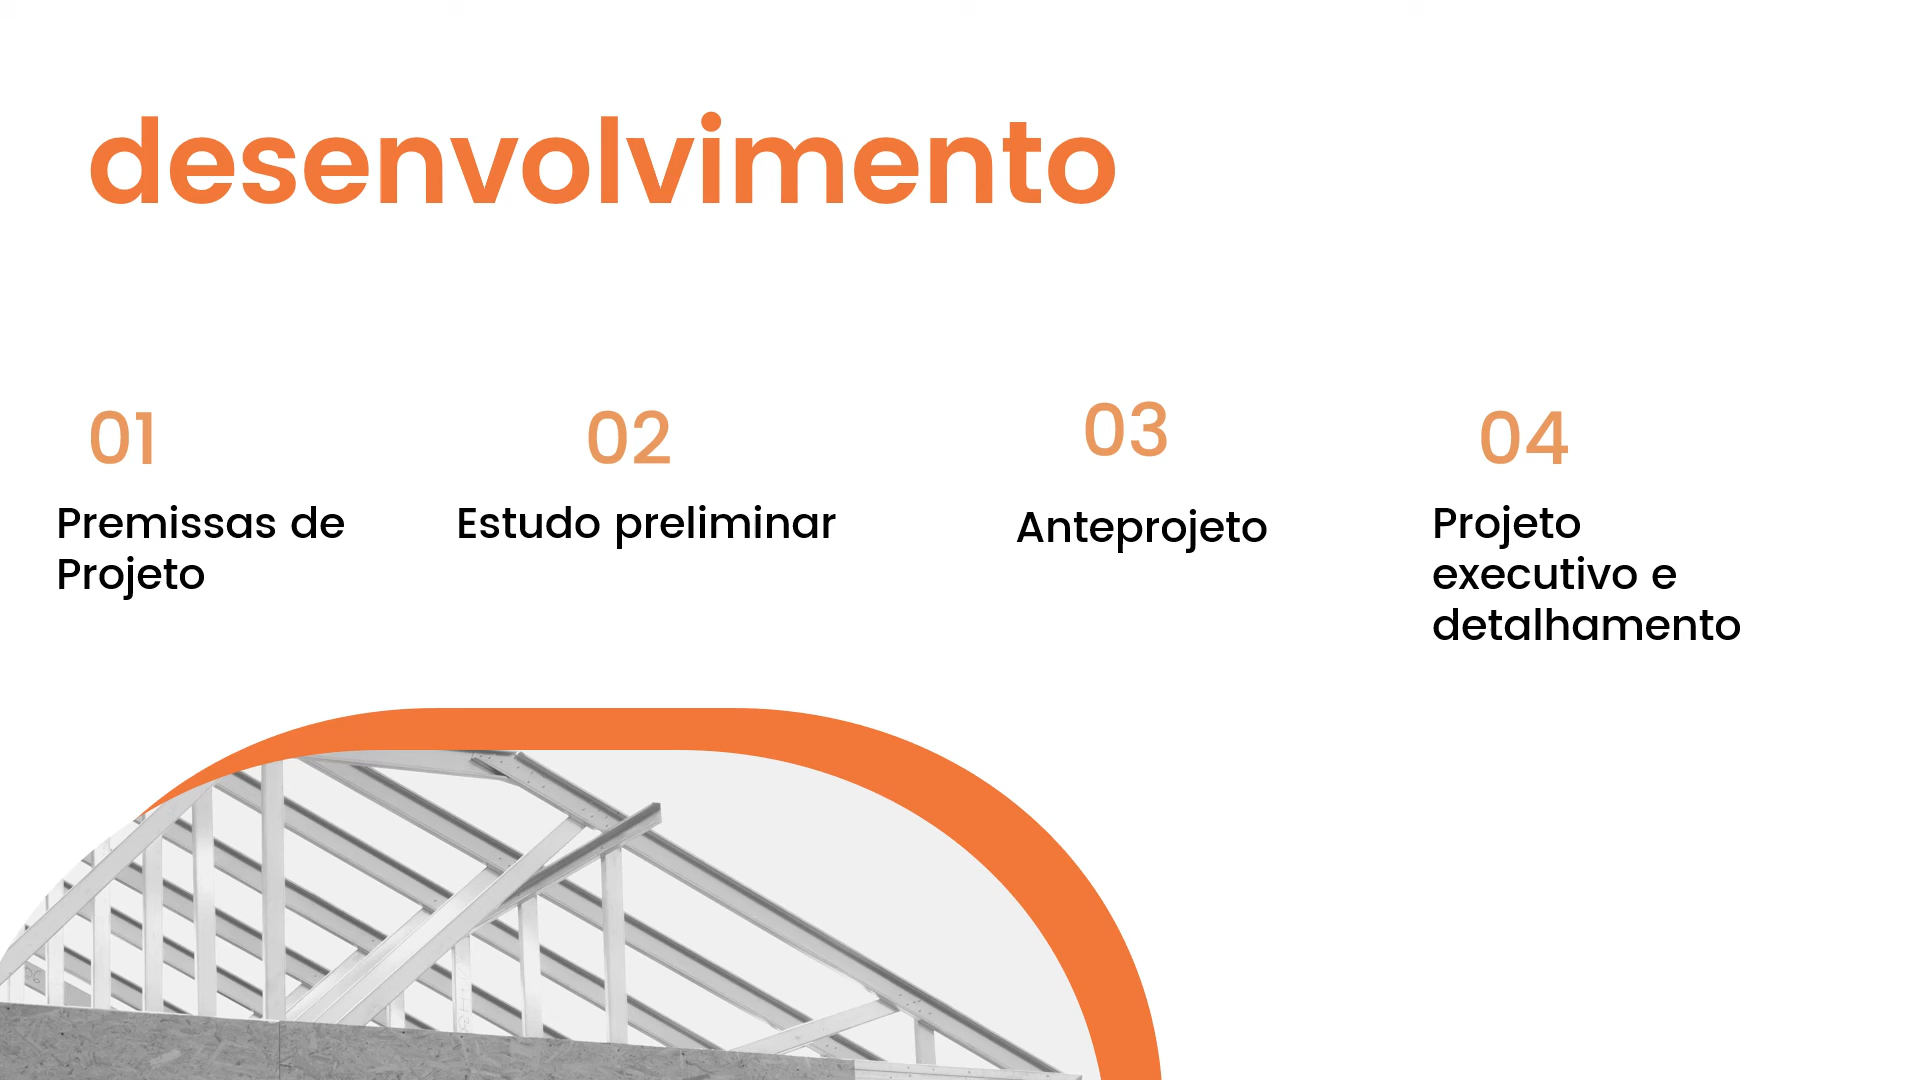 desenvolvimento
01
Premissas de
Projeto
02
Estudo preliminar
03
Anteprojeto
04
Projeto
executivo e
detalhamento